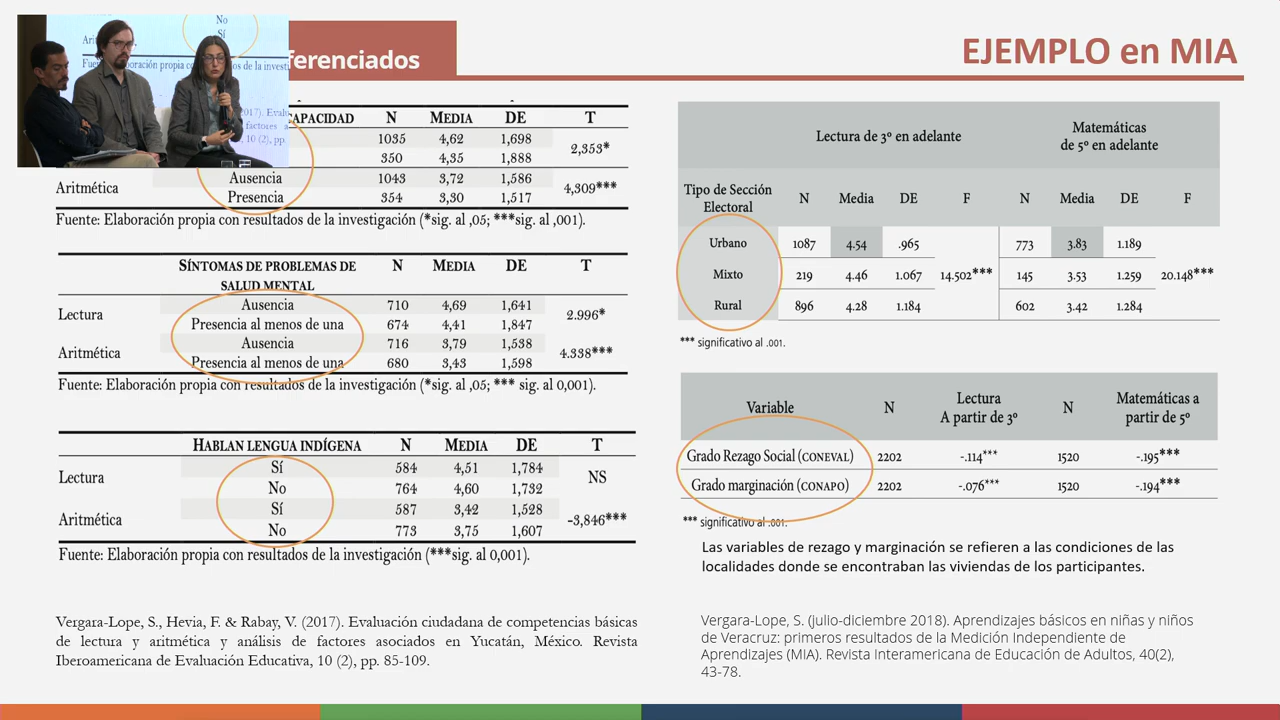 No
Sí
ferenciados
EJEMPLO en MIA
CAPACIDAD N MEDIA DE T
1035 4,62 1,698 2,353*
350 4,35 1,888
Aritmética Ausencia 1043 3,72 1,586 4,309***
Presencia 354 3,30 1,517
Fuente: Elaboración propia con resultados de la investigación (*sig. al ,05; ***sig. al ,001).
SÍNTOMAS DE PROBLEMAS DE SALUD MENTAL N MEDIA DE T
Lectura Ausencia 710 4,69 1,641 2.996*
Presencia al menos de una 674 4,41 1,847
Aritmética Ausencia 716 3,79 1,538 4.338***
Presencia al menos de una 680 3,43 1,598
Fuente: Elaboración propia con resultados de la investigación (*sig. al ,05; *** sig. al 0,001).
HABLAN LENGUA INDÍGENA N MEDIA DE T
Lectura Sí 584 4,51 1,784 NS
No 764 4,60 1,732
Aritmética Sí 587 3,42 1,528 -3,846***
No 773 3,75 1,607
Fuente: Elaboración propia con resultados de la investigación (***sig. al 0,001).
Vergara-Lope, S., Hevia, F. & Rabay, V. (2017). Evaluación ciudadana de competencias básicas
de lectura y aritmética y análisis de factores asociados en Yucatán, México. Revista
Iberoamericana de Evaluación Educativa, 10 (2), pp. 85-109.
Lectura de 3º en adelante Matemáticas
de 5º en adelante
Tipo de Sección Electoral N Media DE F N Media DE F
Urbano 1087 4.54 .965 773 3.83 1.189
Mixto 219 4.46 1.067 14.502*** 145 3.53 1.259 20.148***
Rural 896 4.28 1.184 602 3.42 1.284
*** significativo al .001.
Variable N Lectura A partir de 3º N Matemáticas a partir de 5º
Grado Rezago Social (CONEVAL) 2202 -.114*** 1520 -.195***
Grado marginación (CONAPO) 2202 -.076*** 1520 -.194***
*** significativo al .001.
Las variables de rezago y marginación se refieren a las condiciones de las
localidades donde se encontraban las viviendas de los participantes.
Vergara-Lope, S. (julio-diciembre 2018). Aprendizajes básicos en niñas y niños
de Veracruz: primeros resultados de la Medición Independiente de
Aprendizajes (MIA). Revista Interamericana de Educación de Adultos, 40(2),
43-78.